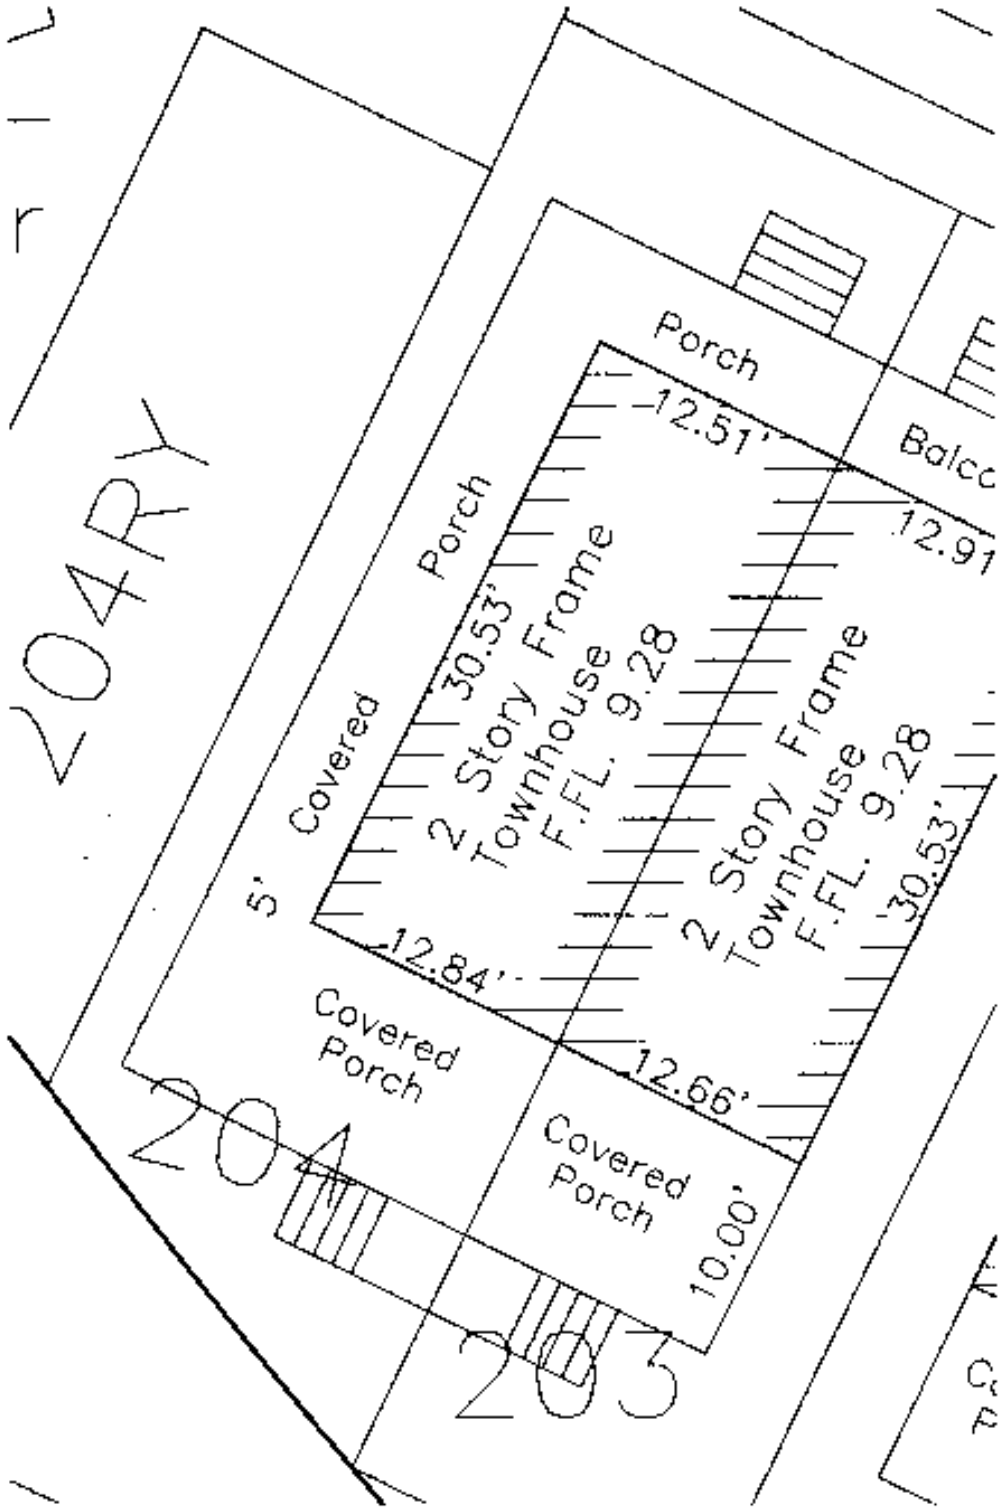 Porch
12.51'
Balco
12.91
Porch
Covered
5'
30.53'
2 Story Frame
Townhouse
F.FL. 9.28
204RY
2 Story Frame
Townhouse
F.FL. 9.28
30.53'
12.84'
Covered
Porch
12.66'
Covered
Porch
10.00'
204
203